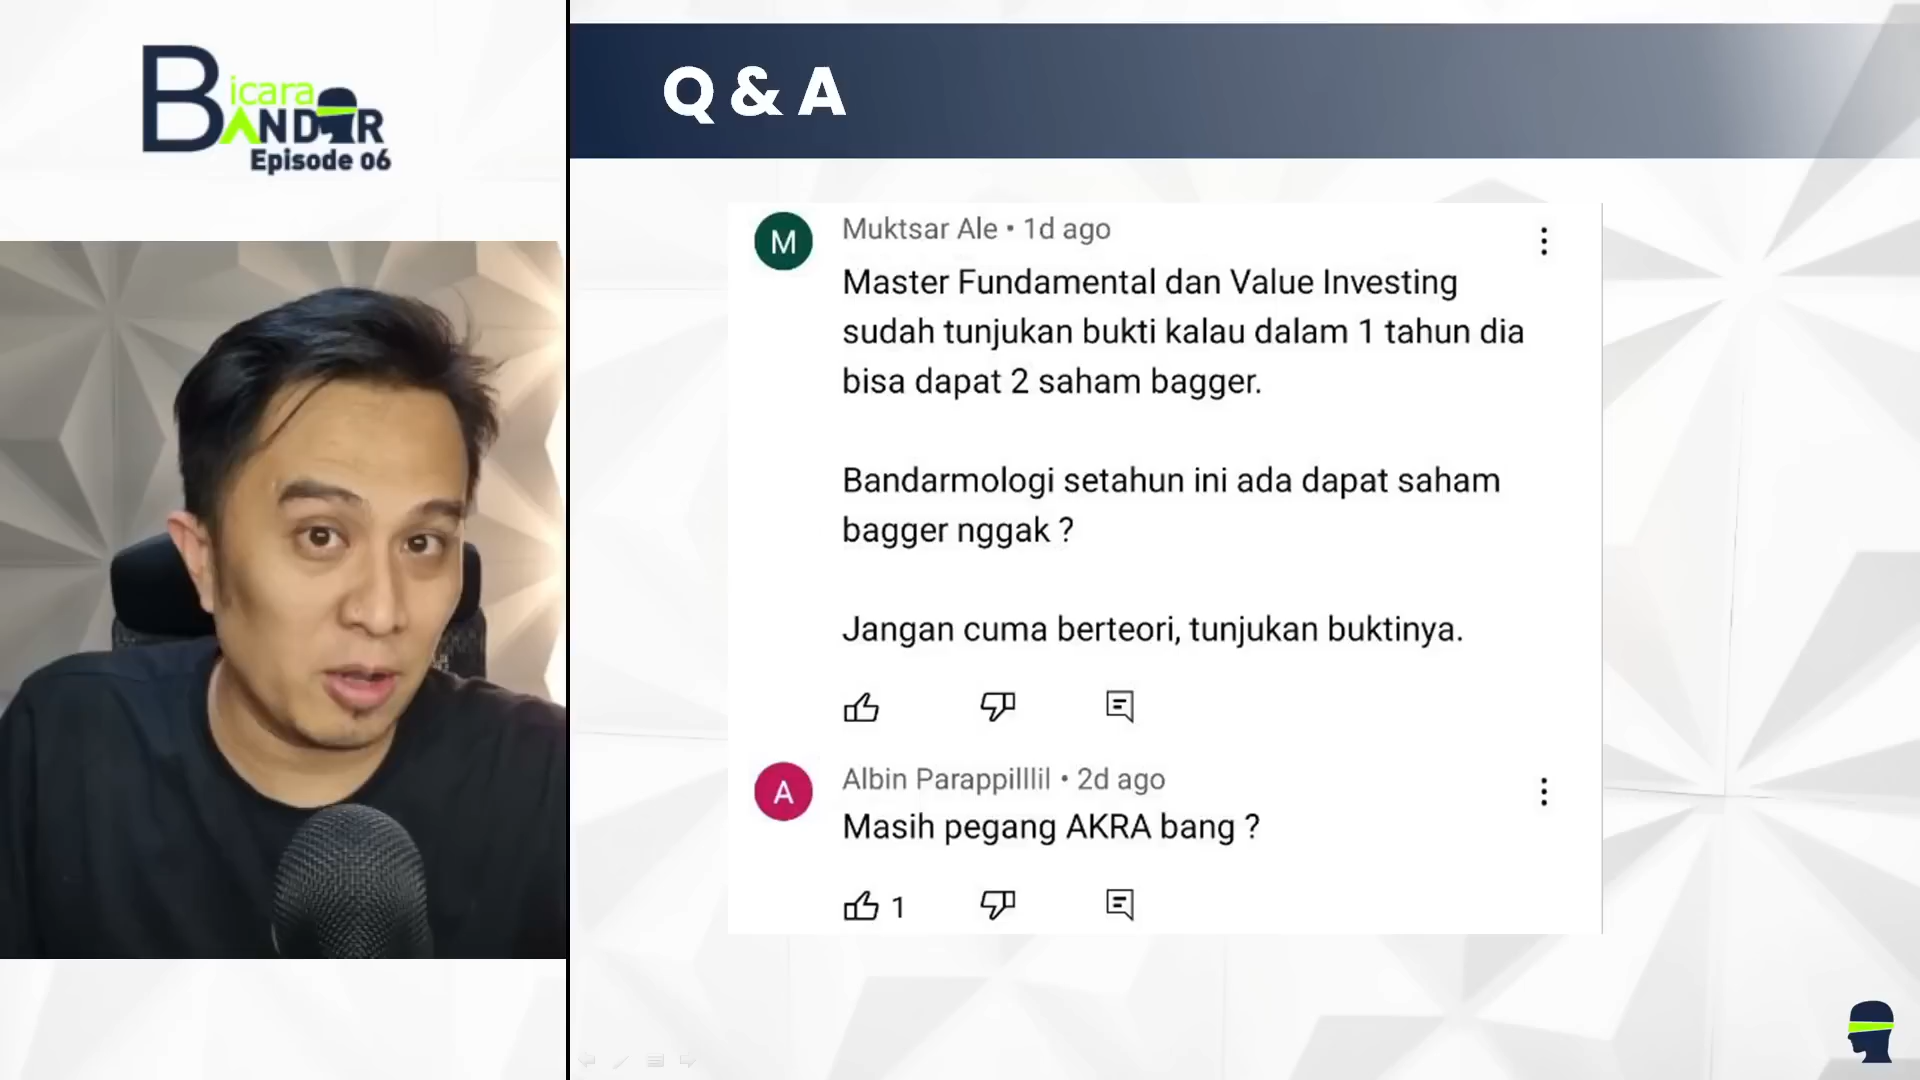 Bicara
BANDAR
Episode 06
Q & A
M
Muktsar Ale • 1d ago
Master Fundamental dan Value Investing
sudah tunjukan bukti kalau dalam 1 tahun dia
bisa dapat 2 saham bagger.
Bandarmologi setahun ini ada dapat saham
bagger nggak ?
Jangan cuma berteori, tunjukan buktinya.
A
Albin Parappilllil • 2d ago
Masih pegang AKRA bang ?
1